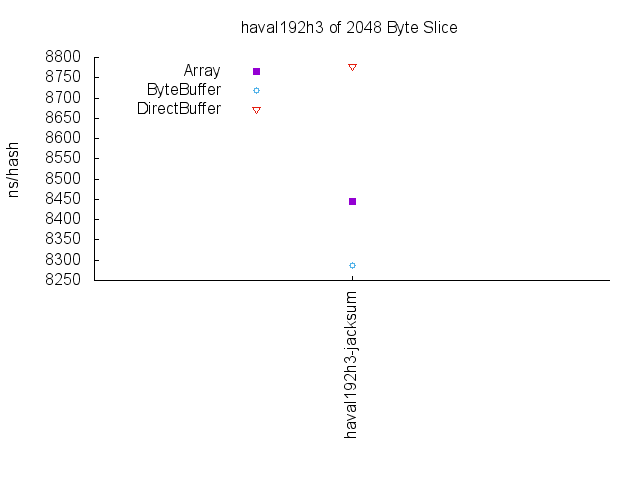 haval192h3 of 2048 Byte Slice
8800
8750
8700
8650
8600
8550
8500
8450
8400
8350
8300
8250
ns/hash
Array
ByteBuffer
DirectBuffer
haval192h3-jacksum